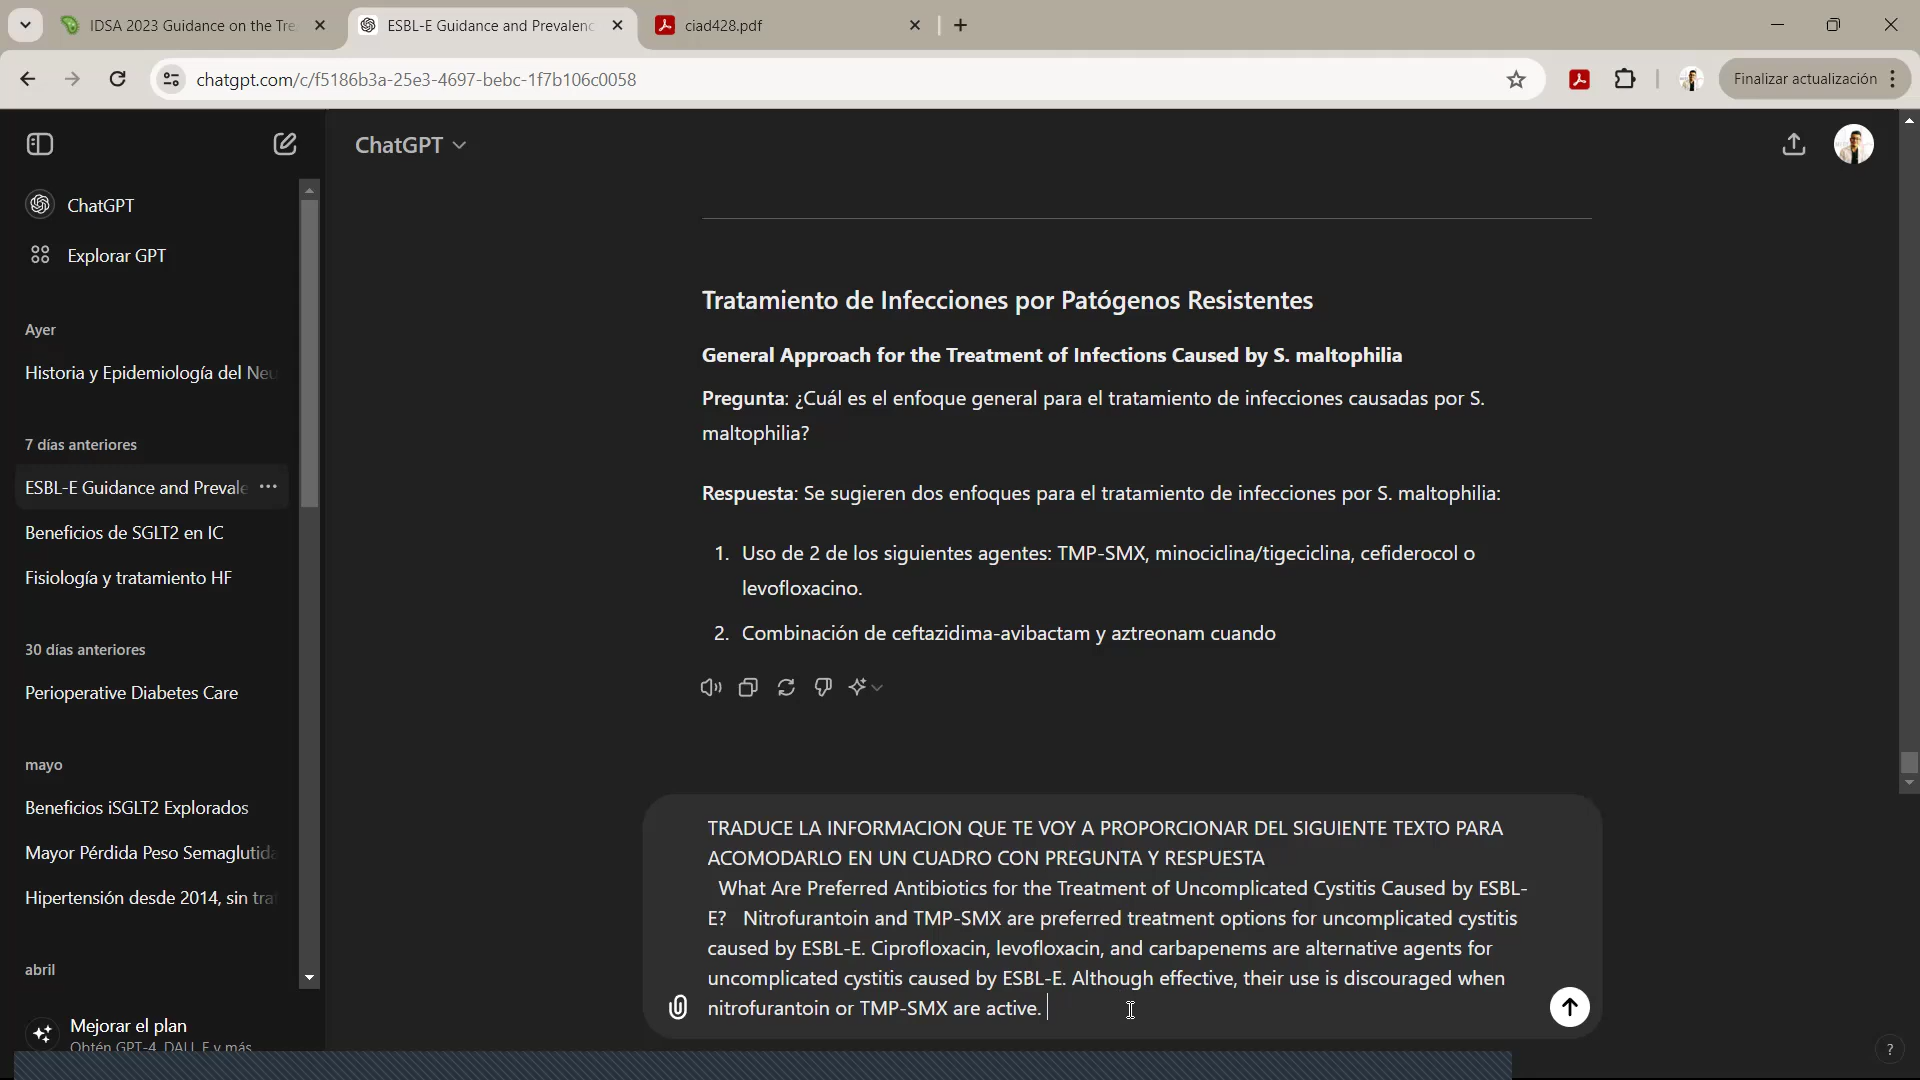 IDSA 2023 Guidance on the Tre
ESBL-E Guidance and Prevalenc
ciad428.pdf
chatgpt.com/c/f5186b3a-25e3-4697-bebc-1f7b106c0058
Finalizar actualización
ChatGPT
ChatGPT
Explorar GPT
Ayer
Historia y Epidemiología del Neu
7 días anteriores
ESBL-E Guidance and Prevale
Beneficios de SGLT2 en IC
Fisiología y tratamiento HF
30 días anteriores
Perioperative Diabetes Care
mayo
Beneficios iSGLT2 Explorados
Mayor Pérdida Peso Semaglutida
Hipertensión desde 2014, sin trat
abril
Mejorar el plan
Obtén GPT-4, DALL·E y más
Tratamiento de Infecciones por Patógenos Resistentes
General Approach for the Treatment of Infections Caused by S. maltophilia
Pregunta: ¿Cuál es el enfoque general para el tratamiento de infecciones causadas por S.
maltophilia?
Respuesta: Se sugieren dos enfoques para el tratamiento de infecciones por S. maltophilia:
1. Uso de 2 de los siguientes agentes: TMP-SMX, minociclina/tigeciclina, cefiderocol o
levofloxacino.
2. Combinación de ceftazidima-avibactam y aztreonam cuando
TRADUCE LA INFORMACION QUE TE VOY A PROPORCIONAR DEL SIGUIENTE TEXTO PARA
ACOMODARLO EN UN CUADRO CON PREGUNTA Y RESPUESTA
What Are Preferred Antibiotics for the Treatment of Uncomplicated Cystitis Caused by ESBL-
E? Nitrofurantoin and TMP-SMX are preferred treatment options for uncomplicated cystitis
caused by ESBL-E. Ciprofloxacin, levofloxacin, and carbapenems are alternative agents for
uncomplicated cystitis caused by ESBL-E. Although effective, their use is discouraged when
nitrofurantoin or TMP-SMX are active.
?